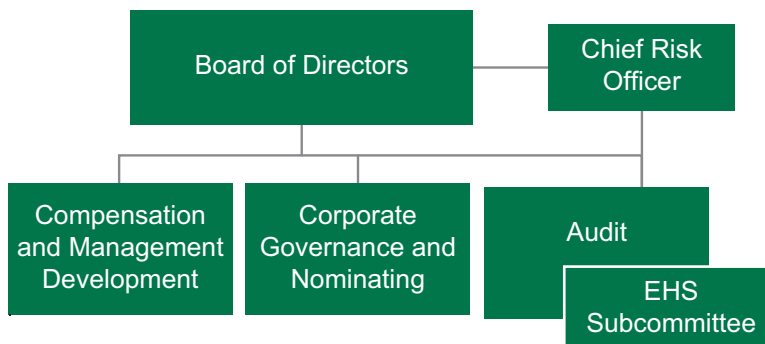 Board of Directors
Chief Risk
Officer
Compensation
and Management
Development
Corporate
Governance and
Nominating
Audit
EHS
Subcommittee